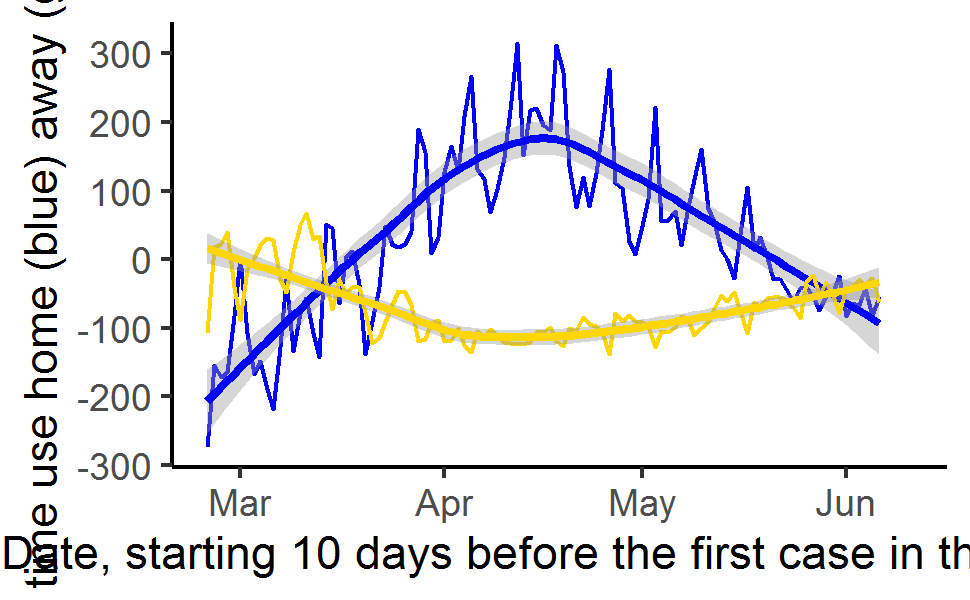 time use home (blue) away (
300
200
100
0
-100
-200
-300
Mar Apr May Jun
Date, starting 10 days before the first case in th